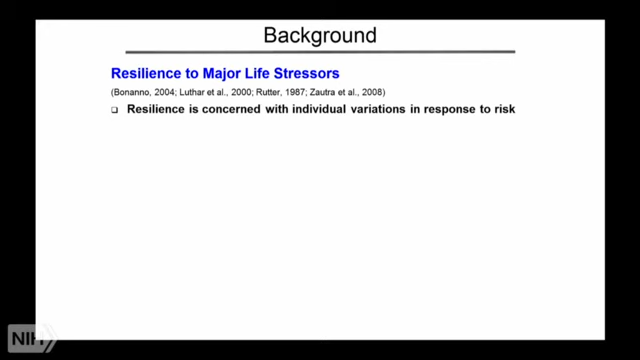 Background
Resilience to Major Life Stressors
(Bonanno, 2004; Luthar et al., 2000; Rutter, 1987; Zautra et al., 2008)
❑ Resilience is concerned with individual variations in response to risk
NIH